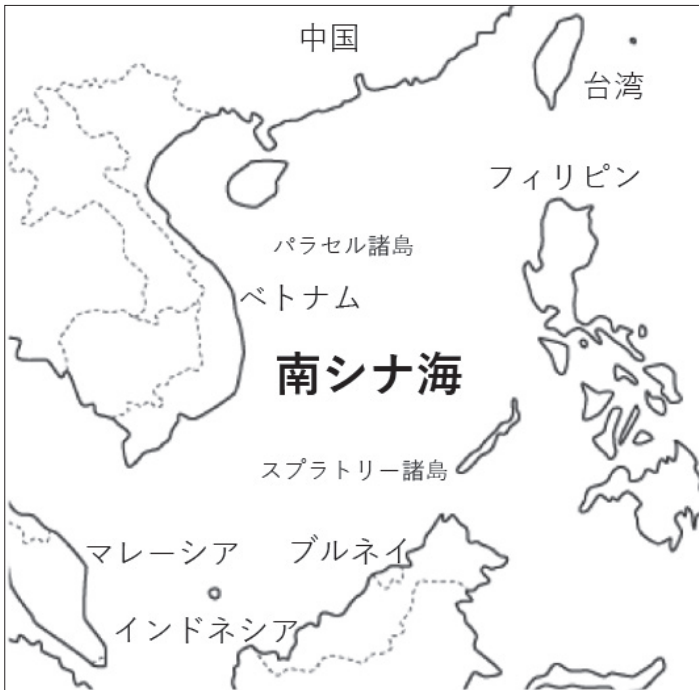 中国
台湾
フィリピン
パラセル諸島
ベトナム
南シナ海
スプラトリー諸島
マレーシア
ブルネイ
インドネシア